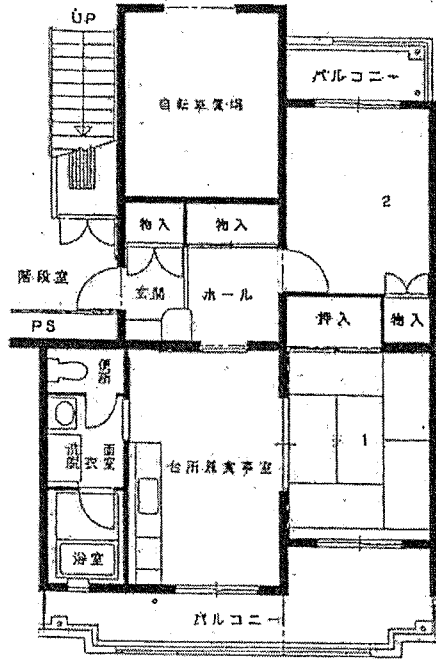 UP
バルコニー
自転車置場
2
物入
物入
階段室
玄関
ホール
PS
押入
物入
便所
洗面
脱衣室
台所兼食事室
1
浴室
バルコニー